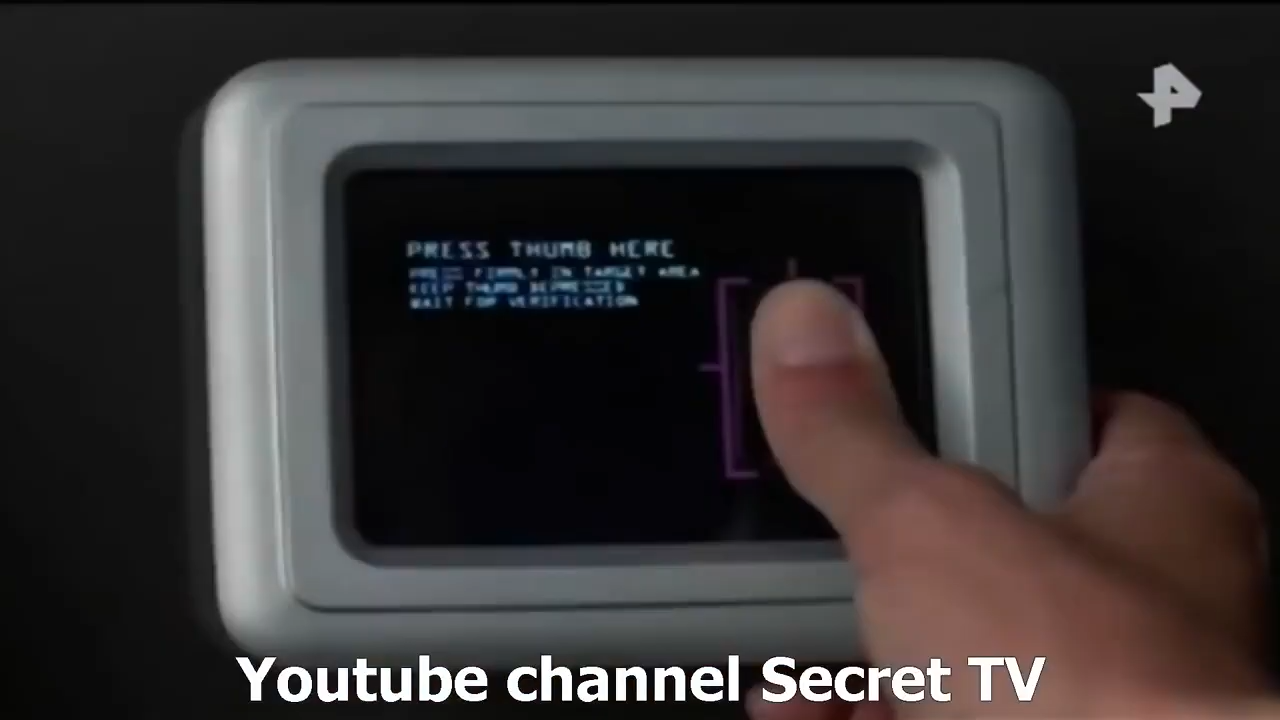 PRESS THUMB HERE
PRESS FIRMLY IN TARGET AREA
KEEP THUMB DEPRESSED
WAIT FOR VERIFICATION
Youtube channel Secret TV